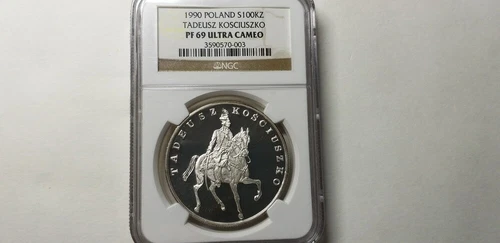 1990 POLAND S100KZ
TADEUSZ KOSCIUSZKO
PF 69 ULTRA CAMEO
3590570-003
NGC
TADEUSZ KOŚCIUSZKO